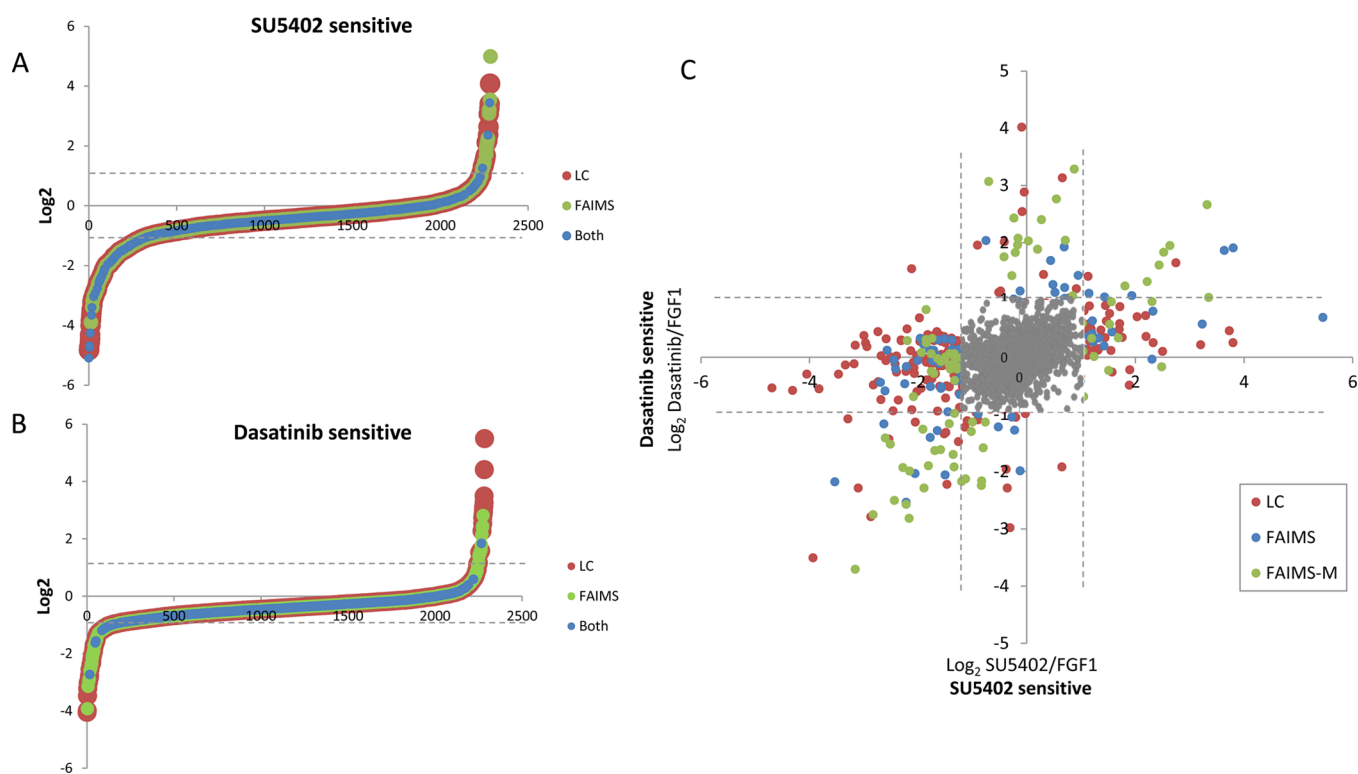 A
SU5402 sensitive
Log2
6
4
2
0
-2
-4
-6
0
500
1000
1500
2000
2500
LC
FAIMS
Both
B
Dasatinib sensitive
Log2
6
4
2
0
-2
-4
-6
0
500
1000
1500
2000
2500
LC
FAIMS
Both
C
Dasatinib sensitive
Log2 Dasatinib/FGF1
5
4
3
2
1
0
-1
-2
-3
-4
-5
-6
-4
-2
0
2
4
6
LC
FAIMS
FAIMS-M
Log2 SU5402/FGF1
SU5402 sensitive